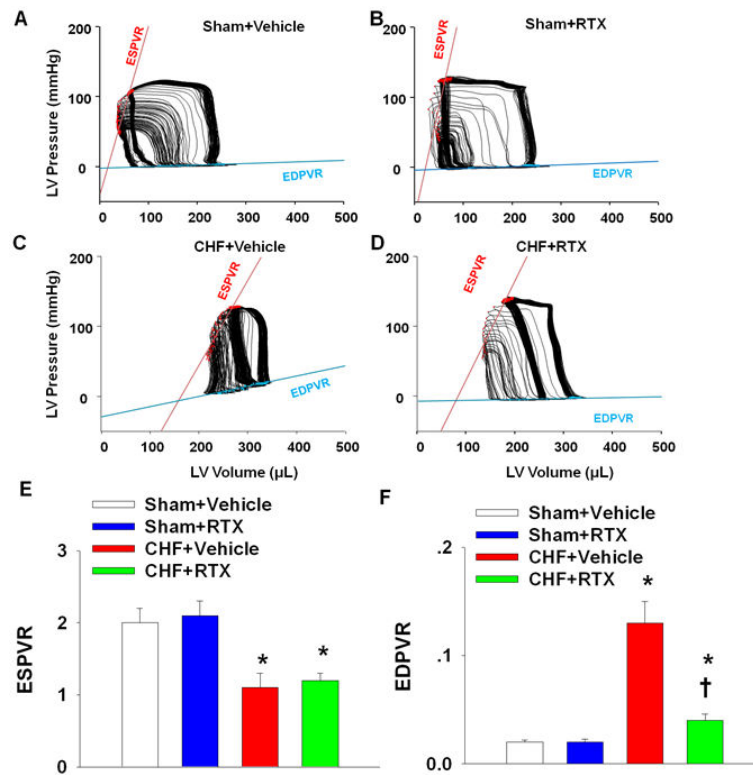 A
Sham+Vehicle
200
100
0
LV Pressure (mmHg)
ESPVR
EDPVR
0 100 200 300 400 500
B
Sham+RTX
200
100
0
ESPVR
EDPVR
0 100 200 300 400 500
C
CHF+Vehicle
200
100
0
LV Pressure (mmHg)
ESPVR
EDPVR
0 100 200 300 400 500
LV Volume (µL)
D
CHF+RTX
200
100
0
ESPVR
EDPVR
0 100 200 300 400 500
LV Volume (µL)
E
Sham+Vehicle
Sham+RTX
CHF+Vehicle
CHF+RTX
3
2
1
0
ESPVR
* *
F
Sham+Vehicle
Sham+RTX
CHF+Vehicle
CHF+RTX
.2
.1
0.0
EDPVR
*
*
†